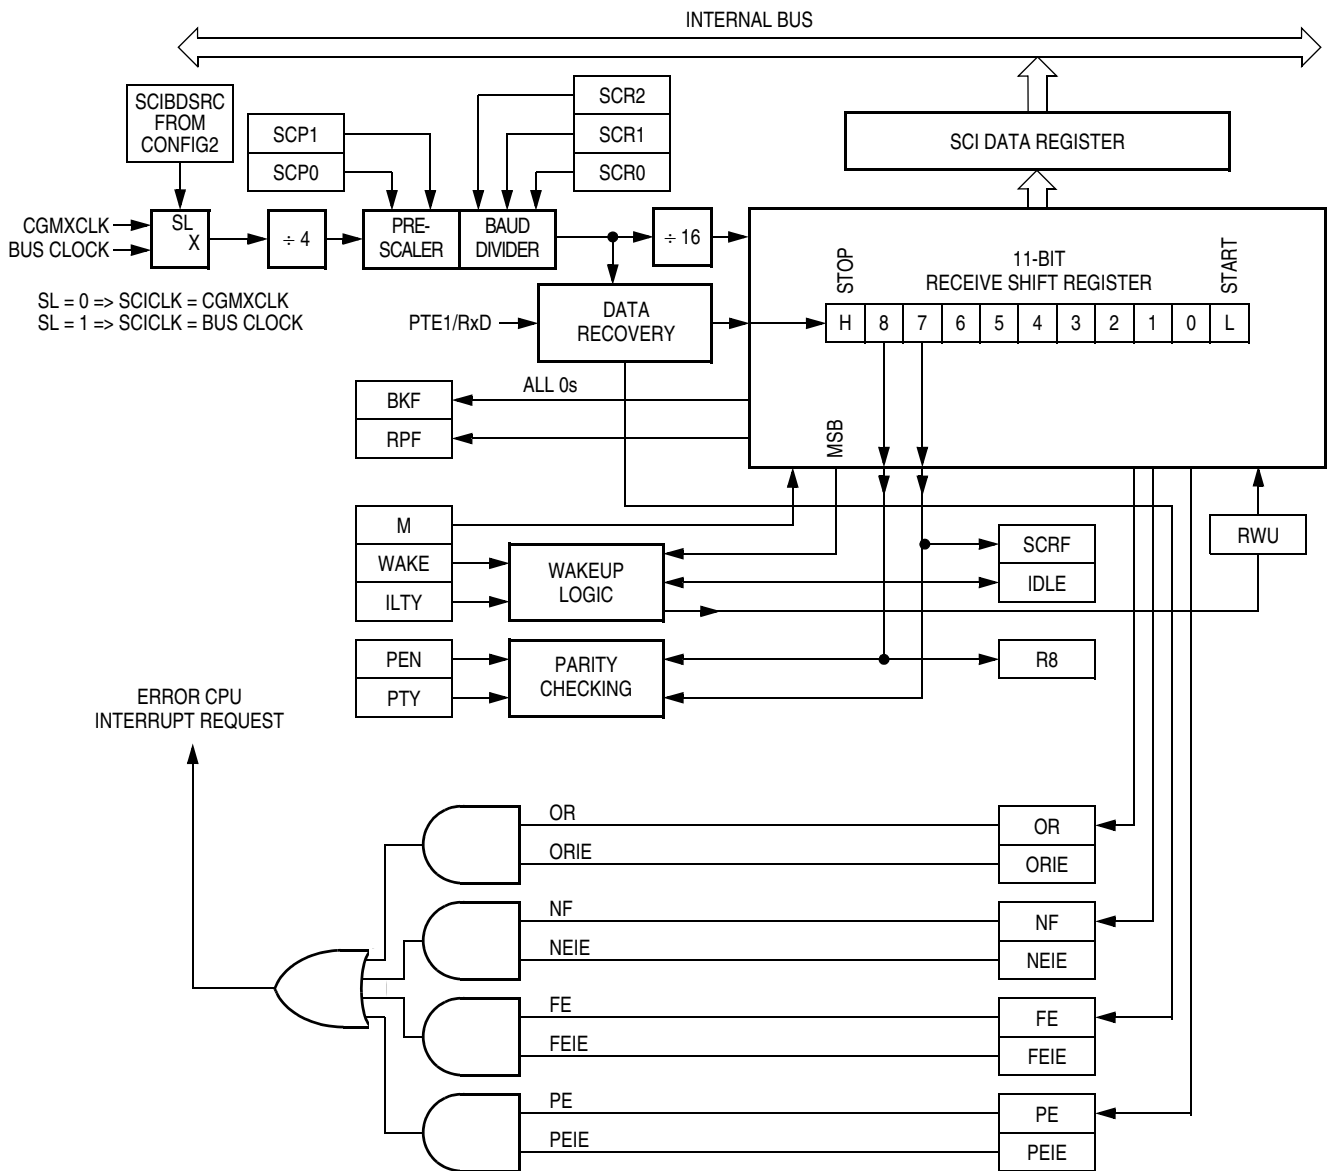 INTERNAL BUS
SCIBDSRC
FROM
CONFIG2
SCP1
SCP0
SCR2
SCR1
SCR0
SCI DATA REGISTER
CGMXCLK
BUS CLOCK
SL
X
÷ 4
PRE-
SCALER
BAUD
DIVIDER
÷ 16
SL = 0 => SCICLK = CGMXCLK
SL = 1 => SCICLK = BUS CLOCK
PTE1/RxD
DATA
RECOVERY
STOP
11-BIT
RECEIVE SHIFT REGISTER
START
H 8 7 6 5 4 3 2 1 0 L
ALL 0s
BKF
RPF
MSB
M
WAKE
ILTY
WAKEUP
LOGIC
SCRF
IDLE
RWU
PEN
PTY
PARITY
CHECKING
R8
ERROR CPU
INTERRUPT REQUEST
OR
ORIE
OR
ORIE
NF
NEIE
NF
NEIE
FE
FEIE
FE
FEIE
PE
PEIE
PE
PEIE